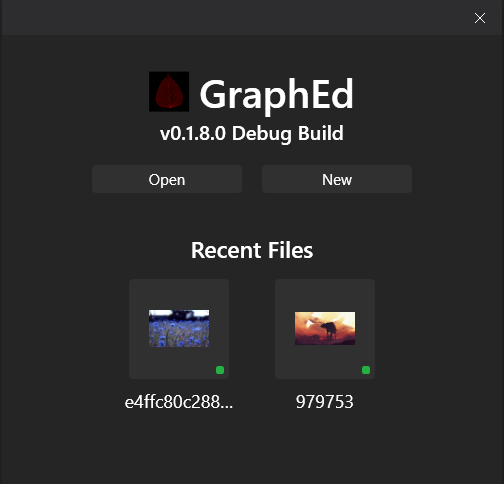 GraphEd
v0.1.8.0 Debug Build
Open New
Recent Files
e4ffc80c288... 979753